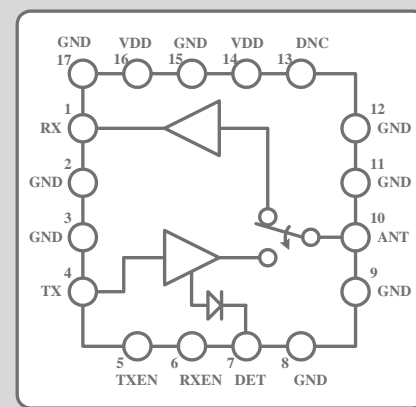 GND VDD GND VDD DNC
17 16 15 14 13
1 12
RX GND
2 11
GND GND
3 10
GND ANT
4 9
TX GND
5 6 7 8
TXEN RXEN DET GND